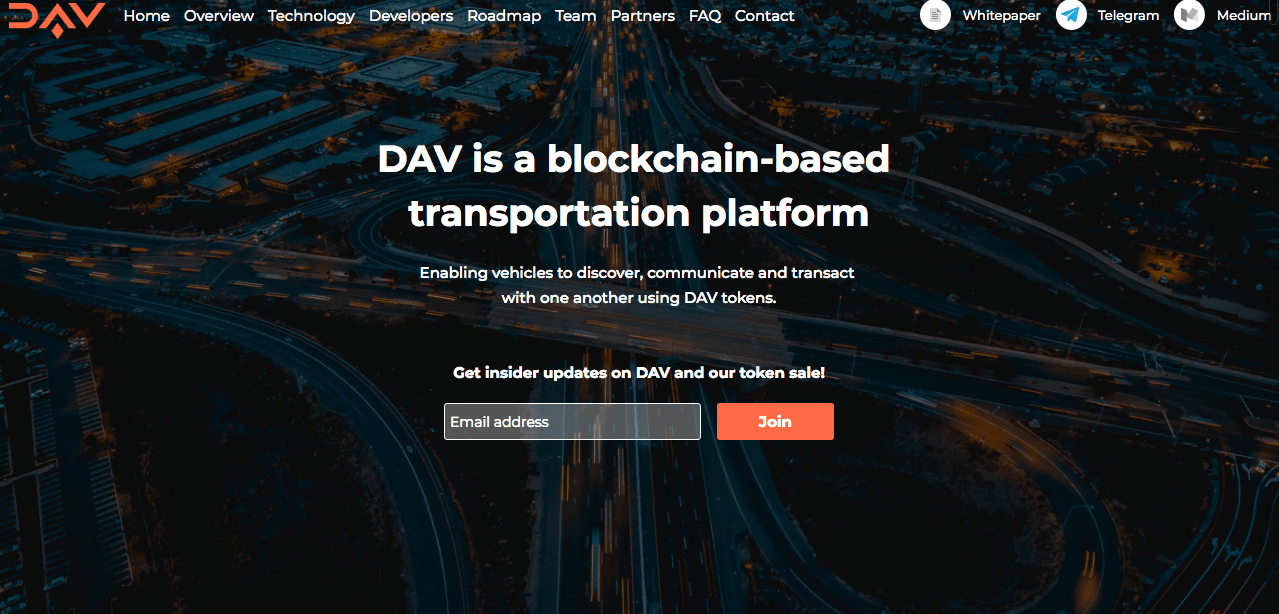 DAV Home Overview Technology Developers Roadmap Team Partners FAQ Contact Whitepaper Telegram Medium
DAV is a blockchain-based
transportation platform
Enabling vehicles to discover, communicate and transact
with one another using DAV tokens.
Get insider updates on DAV and our token sale!
Email address Join